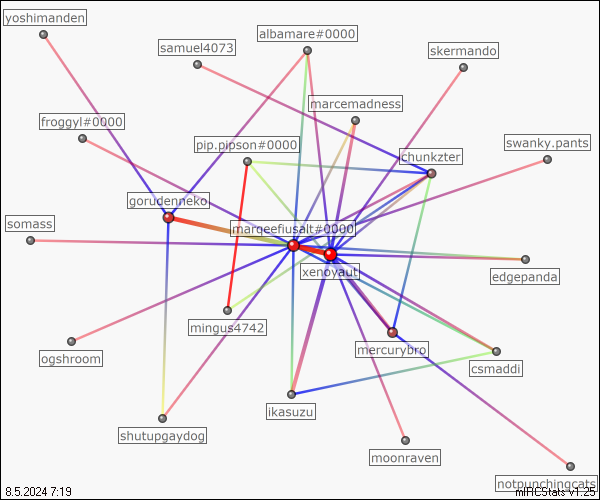 yoshimanden
albamare#0000
samuel4073
skermando
marcemadness
froggyl#0000
pip.pipson#0000
swanky.pants
chunkzter
gorudenneko
somass
marqeefiusalt#0000
xenoyaut
edgepanda
mingus4742
ogshroom
mercurybro
csmaddi
ikasuzu
shutupgaydog
moonraven
notpunchingcats
8.5.2024 7:19
mIRCStats v1.25